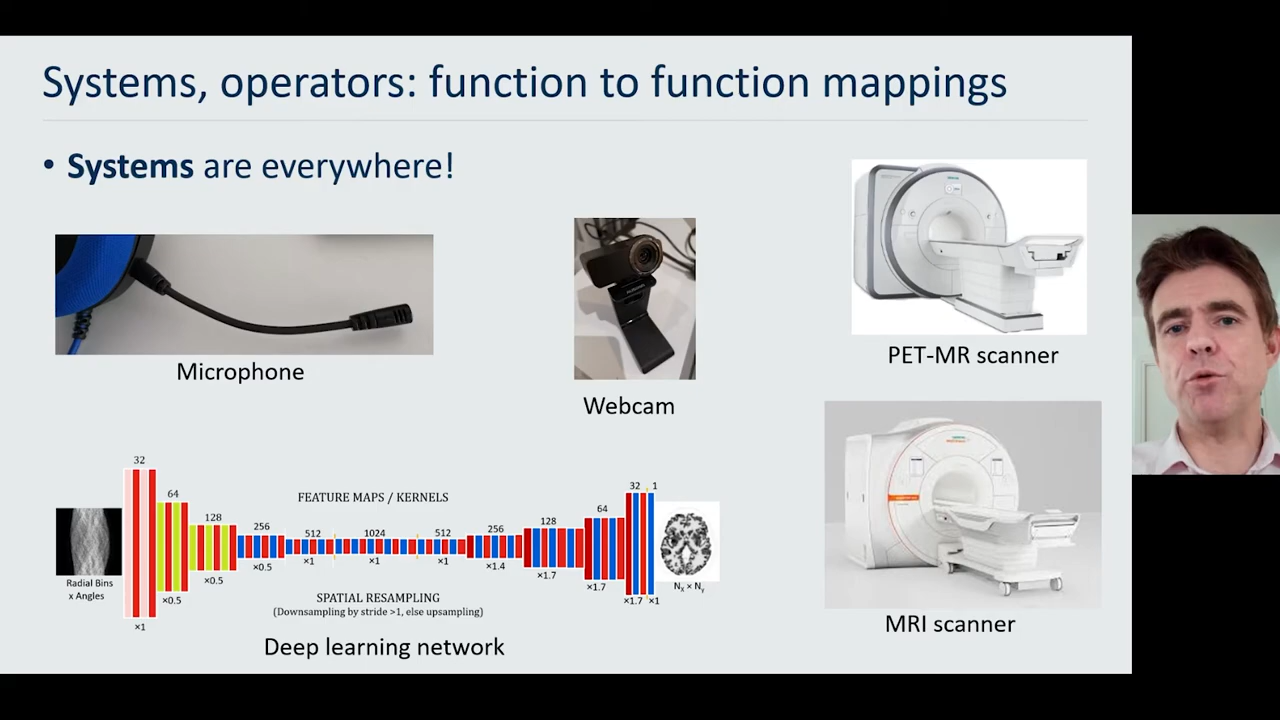 Systems, operators: function to function mappings
• Systems are everywhere!
Microphone
Webcam
PET-MR scanner
MRI scanner
32
64
128
256
512
1024
512
256
128
64
32
1
FEATURE MAPS / KERNELS
×1
×0.5
×0.5
×0.5
×1
×1
×1
×1.4
×1.7
×1.7
×1.7
×1
Radial Bins
x Angles
SPATIAL RESAMPLING
(Downsampling by stride >1, else upsampling)
Nx × Ny
Deep learning network